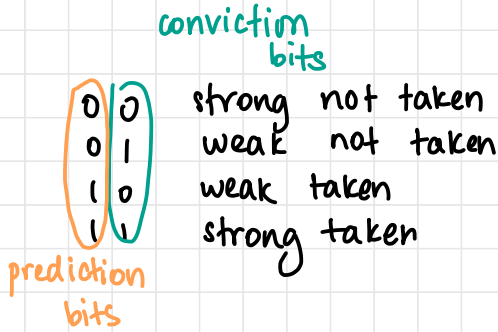 conviction
bits
0 0 strong not taken
0 1 weak not taken
1 0 weak taken
1 1 strong taken
prediction
bits